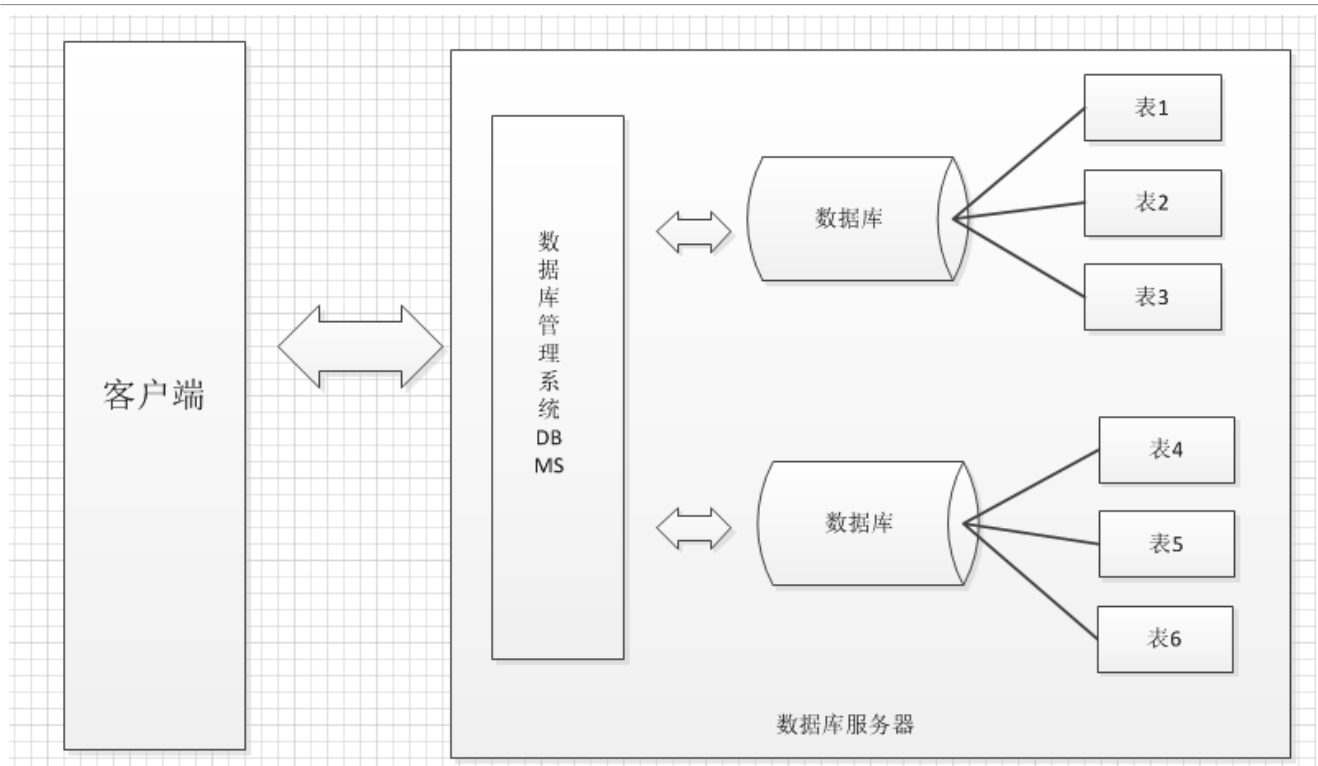 客户端
数
据
库
管
理
系
统
DB
MS
数据库
表1
表2
表3
数据库
表4
表5
表6
数据库服务器